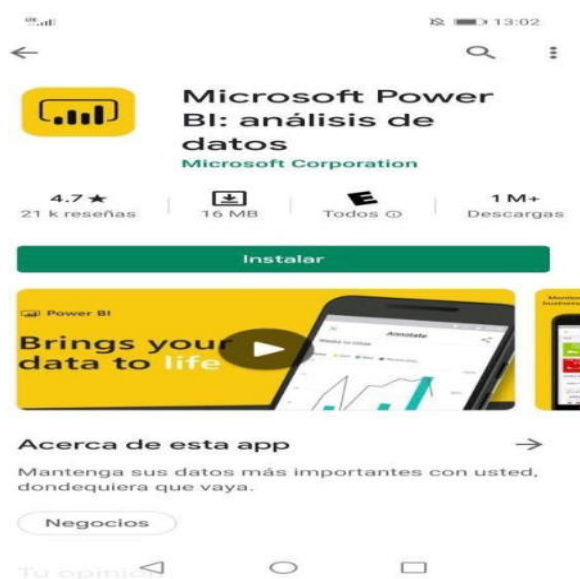 13:02
Microsoft Power
BI: análisis de
datos
Microsoft Corporation
4.7★
21 k reseñas
16 MB
E
Todos
1 M+
Descargas
Instalar
Power BI
Brings your
data to life
Annotate
Acerca de esta app
Mantenga sus datos más importantes con usted,
dondequiera que vaya.
Negocios
Tu opinión